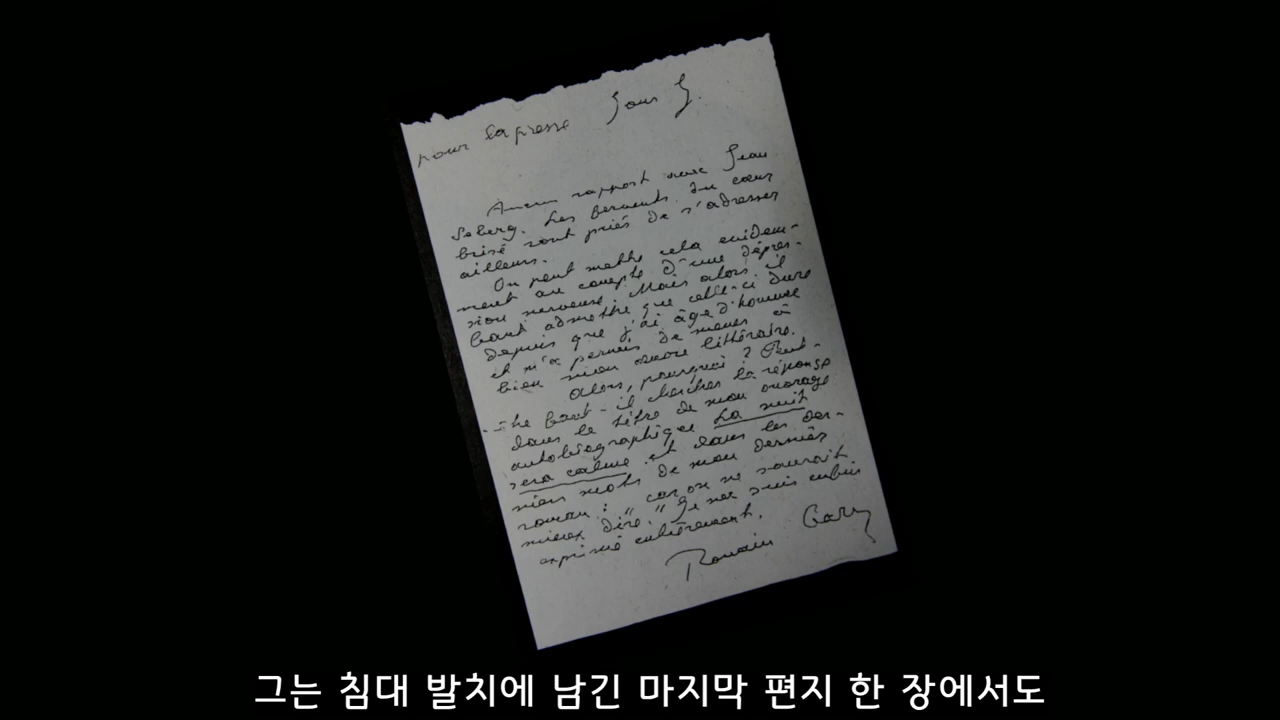 pour la presse Jour J.
Aucun rapport avec Jean
Seberg. Les fervents du cœur
brisé sont priés de s'adresser
ailleurs.
On peut mettre cela evidem-
ment au compte d'une dépres-
sion nerveuse. Mais alors il
faut admettre que celle-ci dure
depuis que j'ai âge d'homme
et m'a permis de mener à
bien mon œuvre littéraire.
Alors, pourquoi ? Peut-
-être faut-il chercher la réponse
dans le titre de mon ouvrage
autobiographique La nuit
sera calme et dans les der-
niers mots de mon dernier
roman : "car on ne saurait
mieux dire." Je me suis enfin
exprimé entièrement.
Romain Gary
그는 침대 발치에 남긴 마지막 편지 한 장에서도